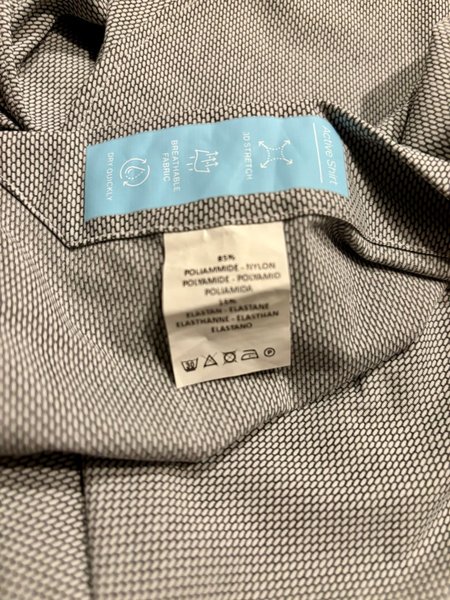 Active Shirt
3D STRETCH
BREATHABLE
FABRIC
DRY QUICKLY
85%
POLIAMMIDE - NYLON
POLYAMIDE - POLYAMID
POLIAMIDA
15%
ELASTAN - ELASTANE
ELASTHANNE - ELASTHAN
ELASTANO